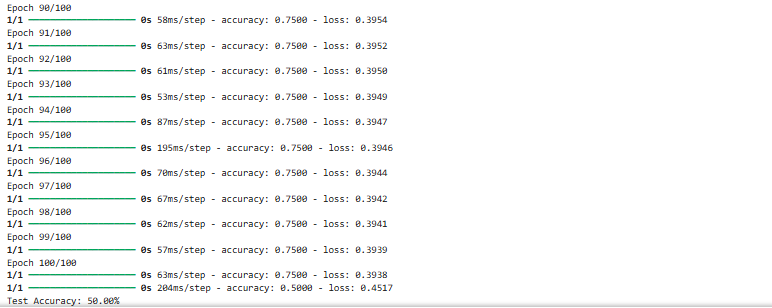 Epoch 90/100
1/1 ━━━━━━━━━━━━━━━━━━━━ 0s 58ms/step - accuracy: 0.7500 - loss: 0.3954
Epoch 91/100
1/1 ━━━━━━━━━━━━━━━━━━━━ 0s 63ms/step - accuracy: 0.7500 - loss: 0.3952
Epoch 92/100
1/1 ━━━━━━━━━━━━━━━━━━━━ 0s 61ms/step - accuracy: 0.7500 - loss: 0.3950
Epoch 93/100
1/1 ━━━━━━━━━━━━━━━━━━━━ 0s 53ms/step - accuracy: 0.7500 - loss: 0.3949
Epoch 94/100
1/1 ━━━━━━━━━━━━━━━━━━━━ 0s 87ms/step - accuracy: 0.7500 - loss: 0.3947
Epoch 95/100
1/1 ━━━━━━━━━━━━━━━━━━━━ 0s 195ms/step - accuracy: 0.7500 - loss: 0.3946
Epoch 96/100
1/1 ━━━━━━━━━━━━━━━━━━━━ 0s 70ms/step - accuracy: 0.7500 - loss: 0.3944
Epoch 97/100
1/1 ━━━━━━━━━━━━━━━━━━━━ 0s 67ms/step - accuracy: 0.7500 - loss: 0.3942
Epoch 98/100
1/1 ━━━━━━━━━━━━━━━━━━━━ 0s 62ms/step - accuracy: 0.7500 - loss: 0.3941
Epoch 99/100
1/1 ━━━━━━━━━━━━━━━━━━━━ 0s 57ms/step - accuracy: 0.7500 - loss: 0.3939
Epoch 100/100
1/1 ━━━━━━━━━━━━━━━━━━━━ 0s 63ms/step - accuracy: 0.7500 - loss: 0.3938
1/1 ━━━━━━━━━━━━━━━━━━━━ 0s 204ms/step - accuracy: 0.5000 - loss: 0.4517
Test Accuracy: 50.00%